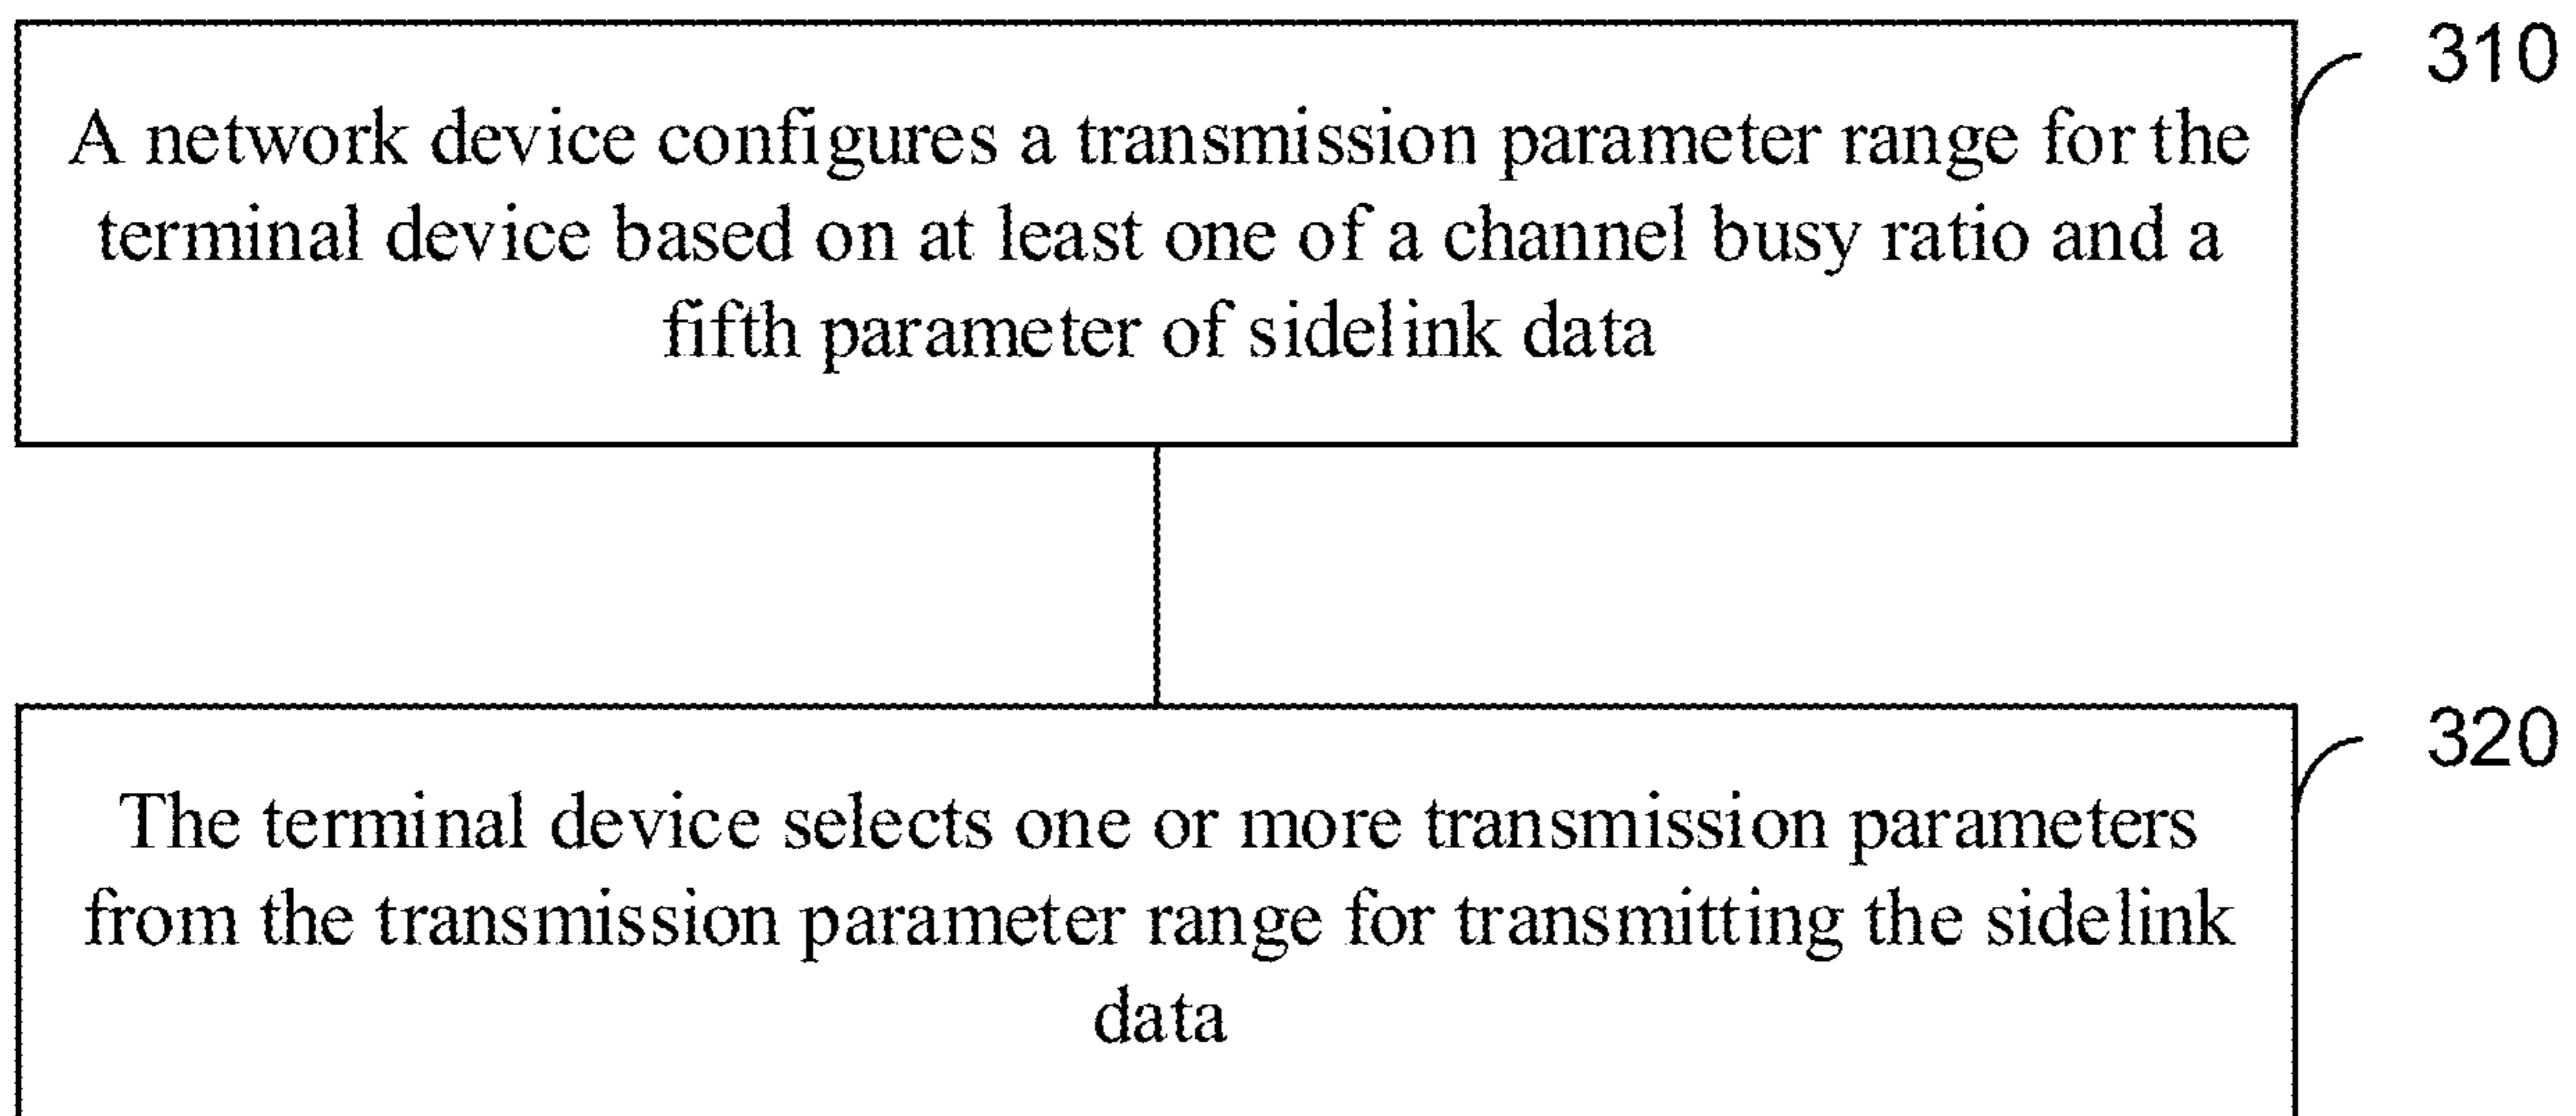 310
A network device configures a transmission parameter range for the
terminal device based on at least one of a channel busy ratio and a
fifth parameter of sidelink data
320
The terminal device selects one or more transmission parameters
from the transmission parameter range for transmitting the sidelink
data